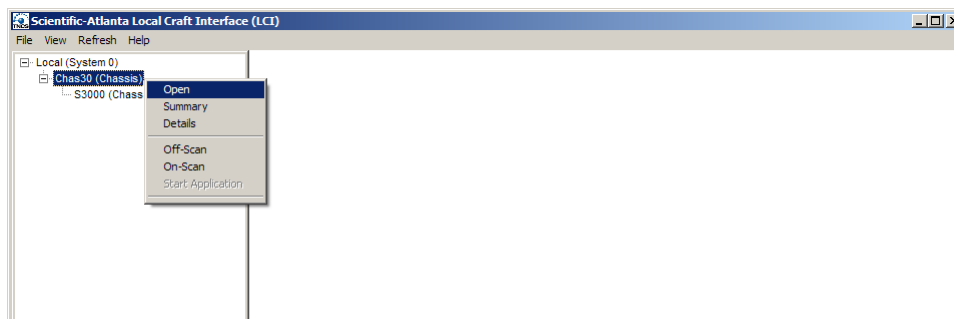 Scientific-Atlanta Local Craft Interface (LCI)
File View Refresh Help
Local (System 0)
Chas30 (Chassis)
S3000 (Chass
Open
Summary
Details
Off-Scan
On-Scan
Start Application